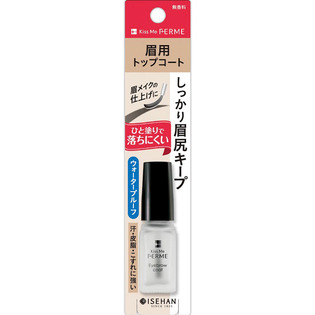 無香料
Kiss Me FERME
眉用
トップコート
眉メイクの
仕上げに
しっかり眉尻キープ
ひと塗りで
落ちにくい
ウォータープルーフ
汗・皮脂・こすれに強い
Kiss Me
FERME
Eyebrow
coat
ISEHAN
SINCE 1825